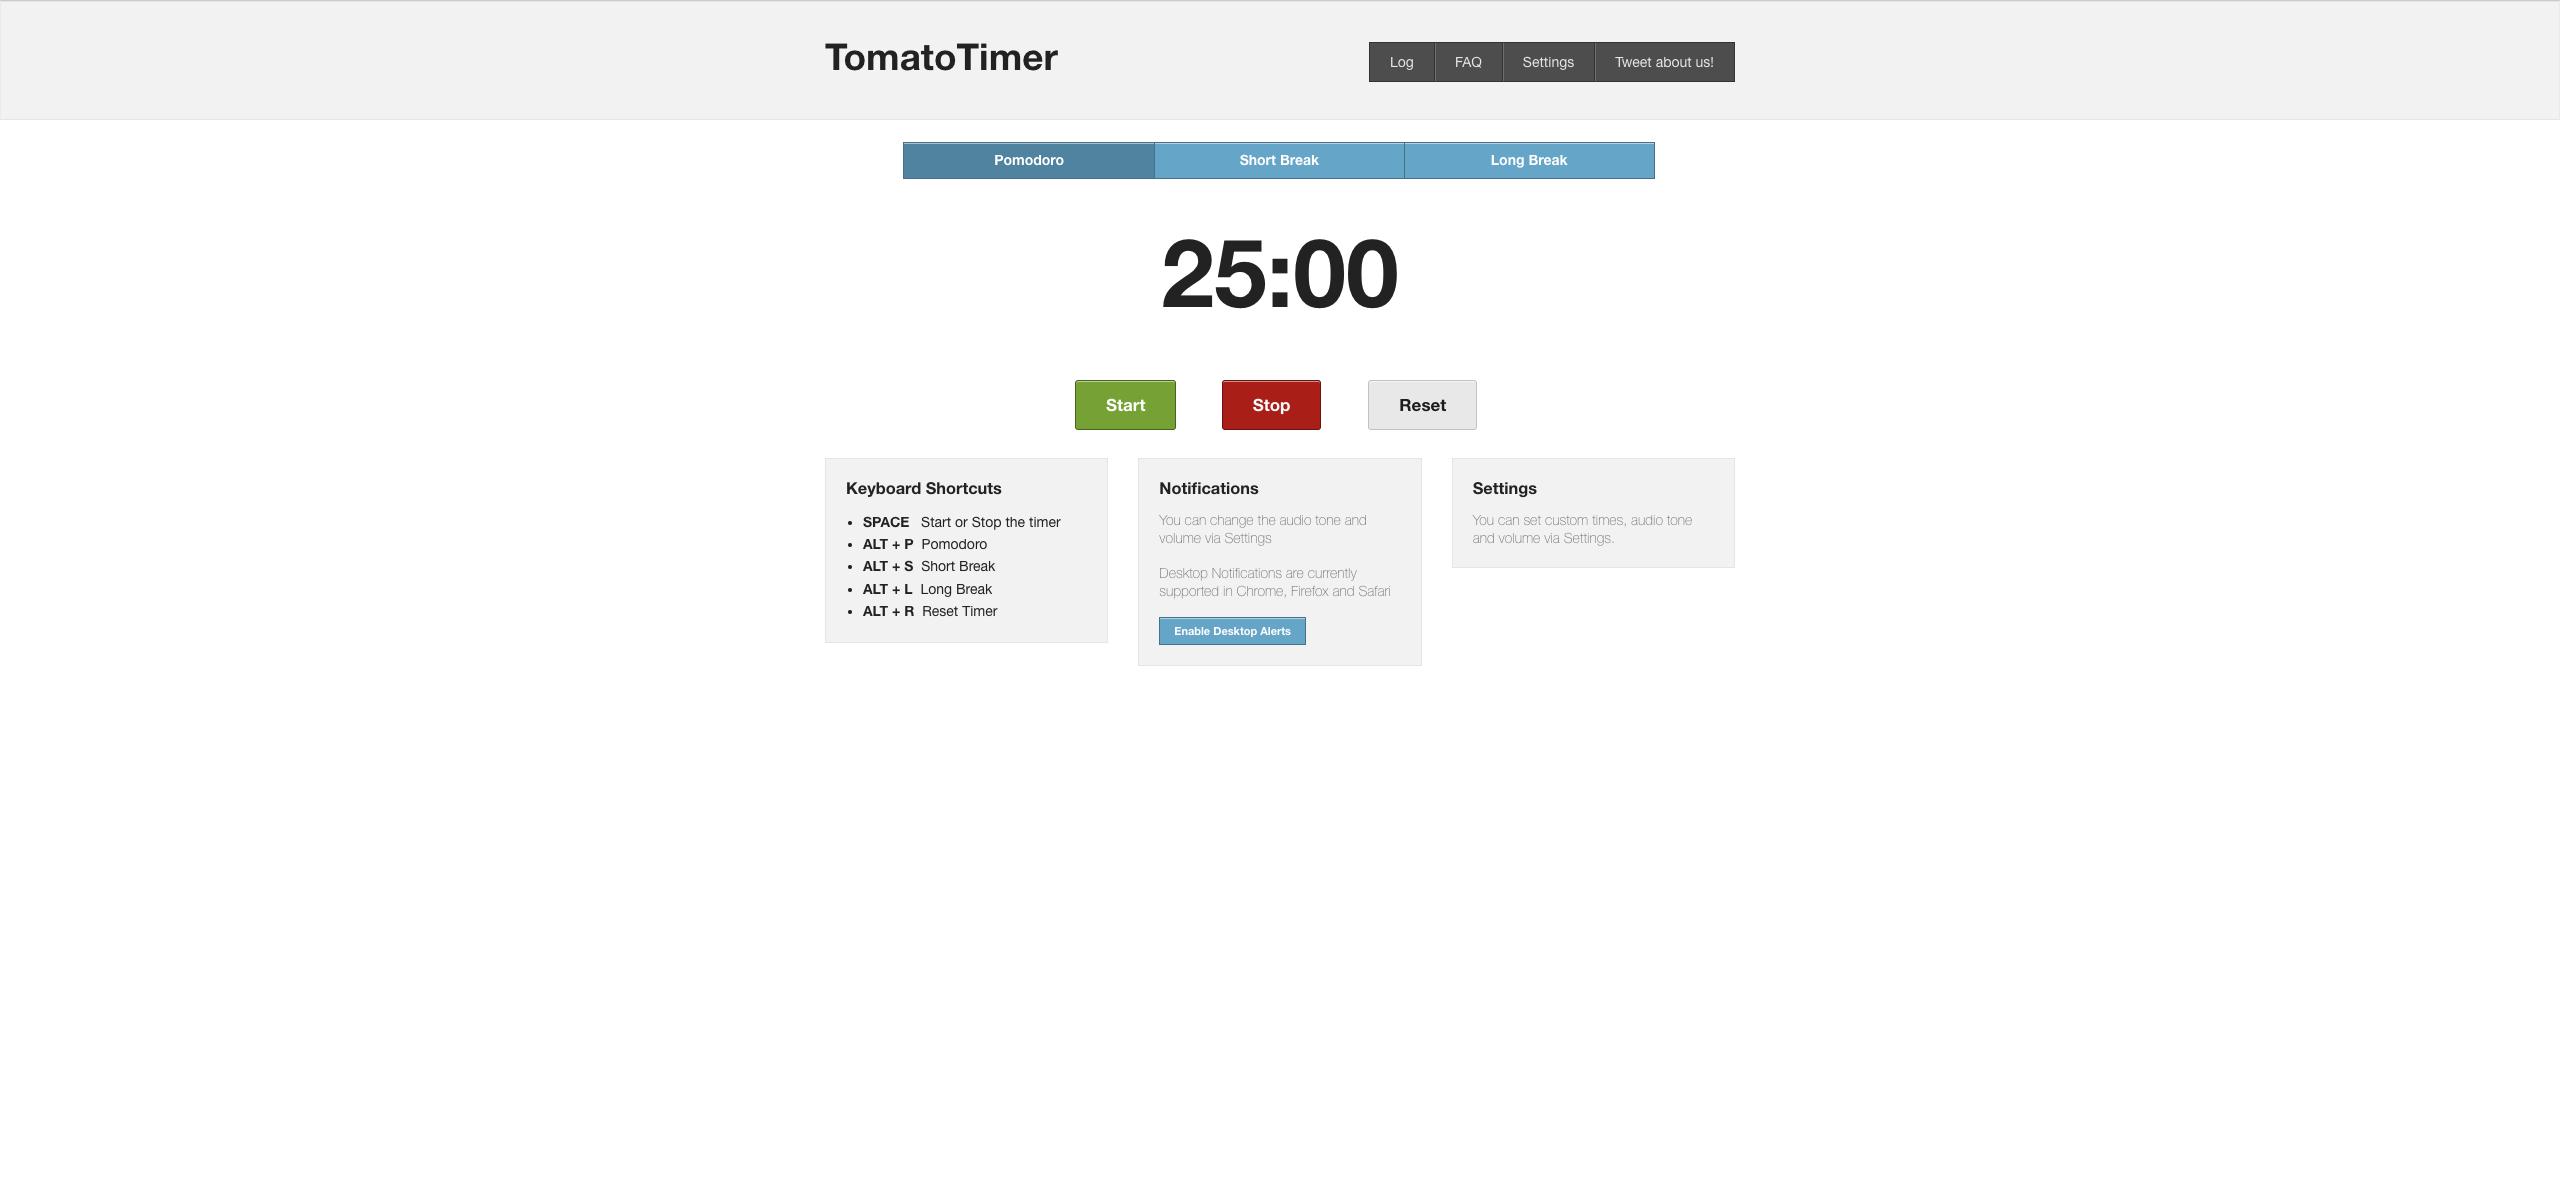 TomatoTimer
Log FAQ Settings Tweet about us!
Pomodoro Short Break Long Break
25:00
Start Stop Reset
Keyboard Shortcuts
SPACE Start or Stop the timer
ALT + P Pomodoro
ALT + S Short Break
ALT + L Long Break
ALT + R Reset Timer
Notifications
You can change the audio tone and
volume via Settings
Desktop Notifications are currently
supported in Chrome, Firefox and Safari
Enable Desktop Alerts
Settings
You can set custom times, audio tone
and volume via Settings.